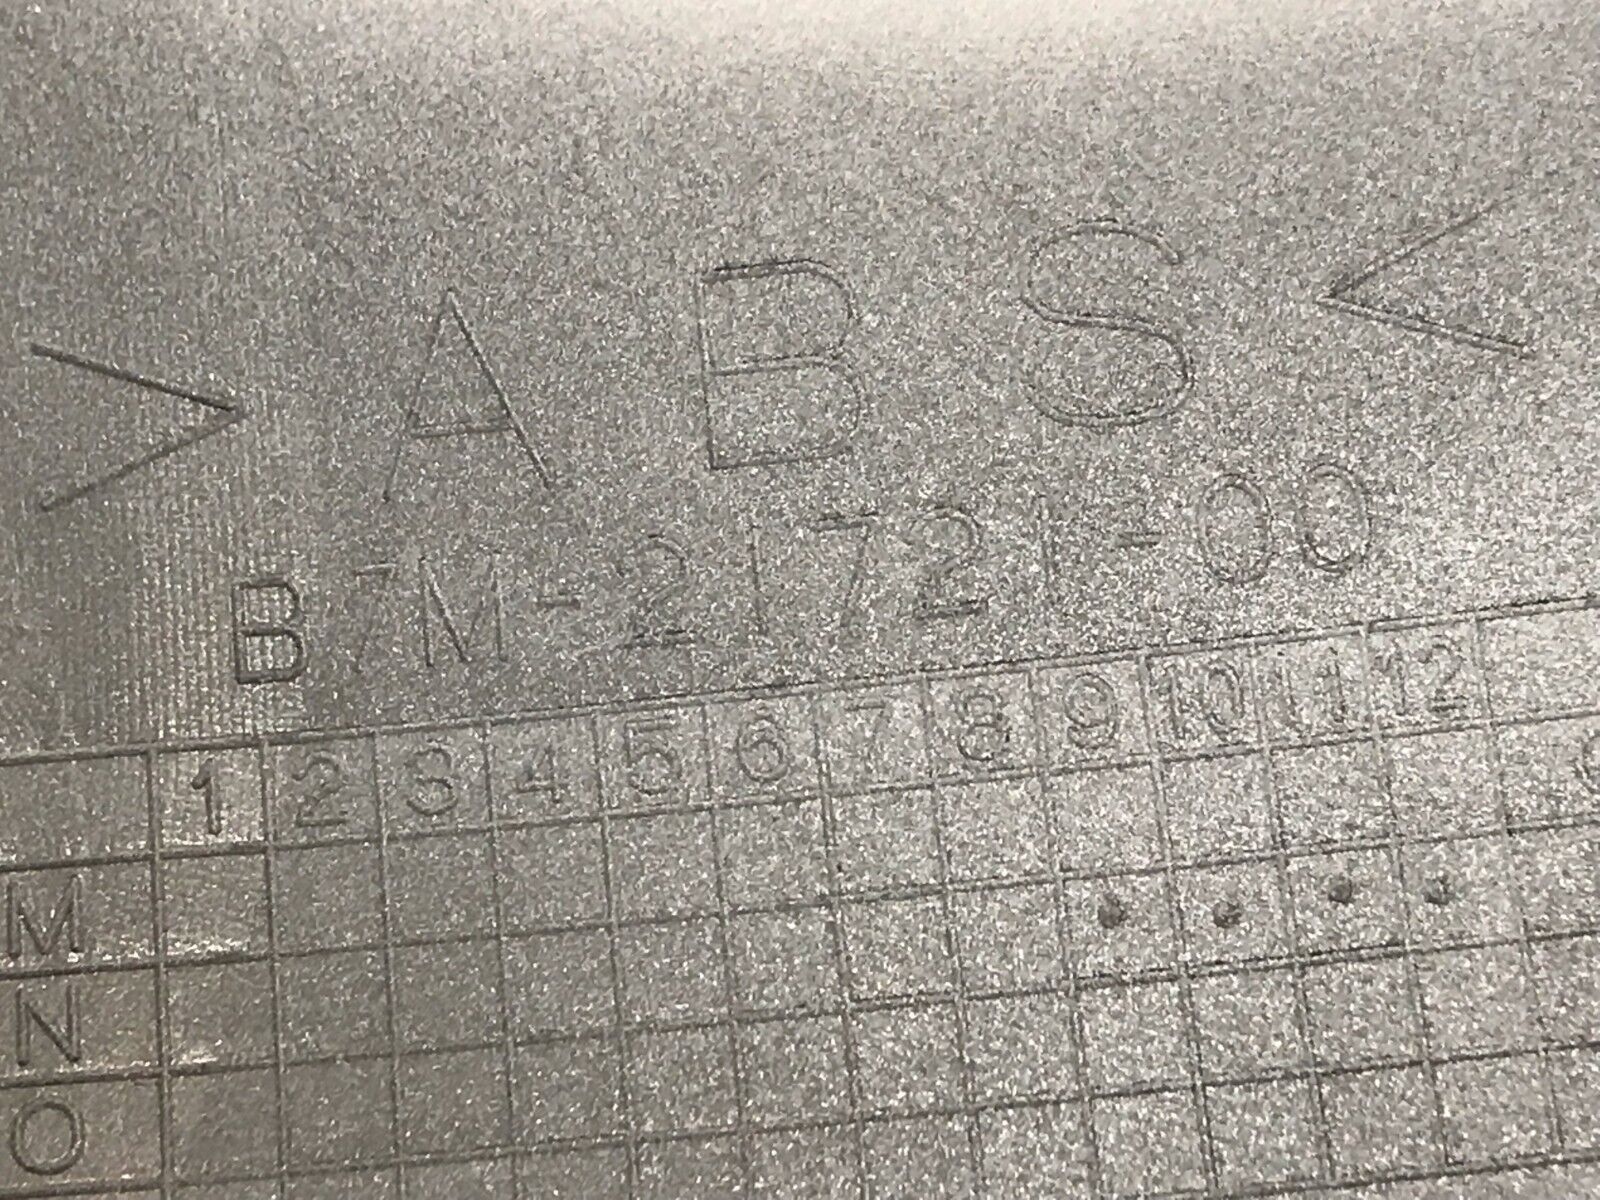 >ABS<
B7M-21721-00
1 2 3 4 5 6 7 8 9 10 11 12
M
N
O